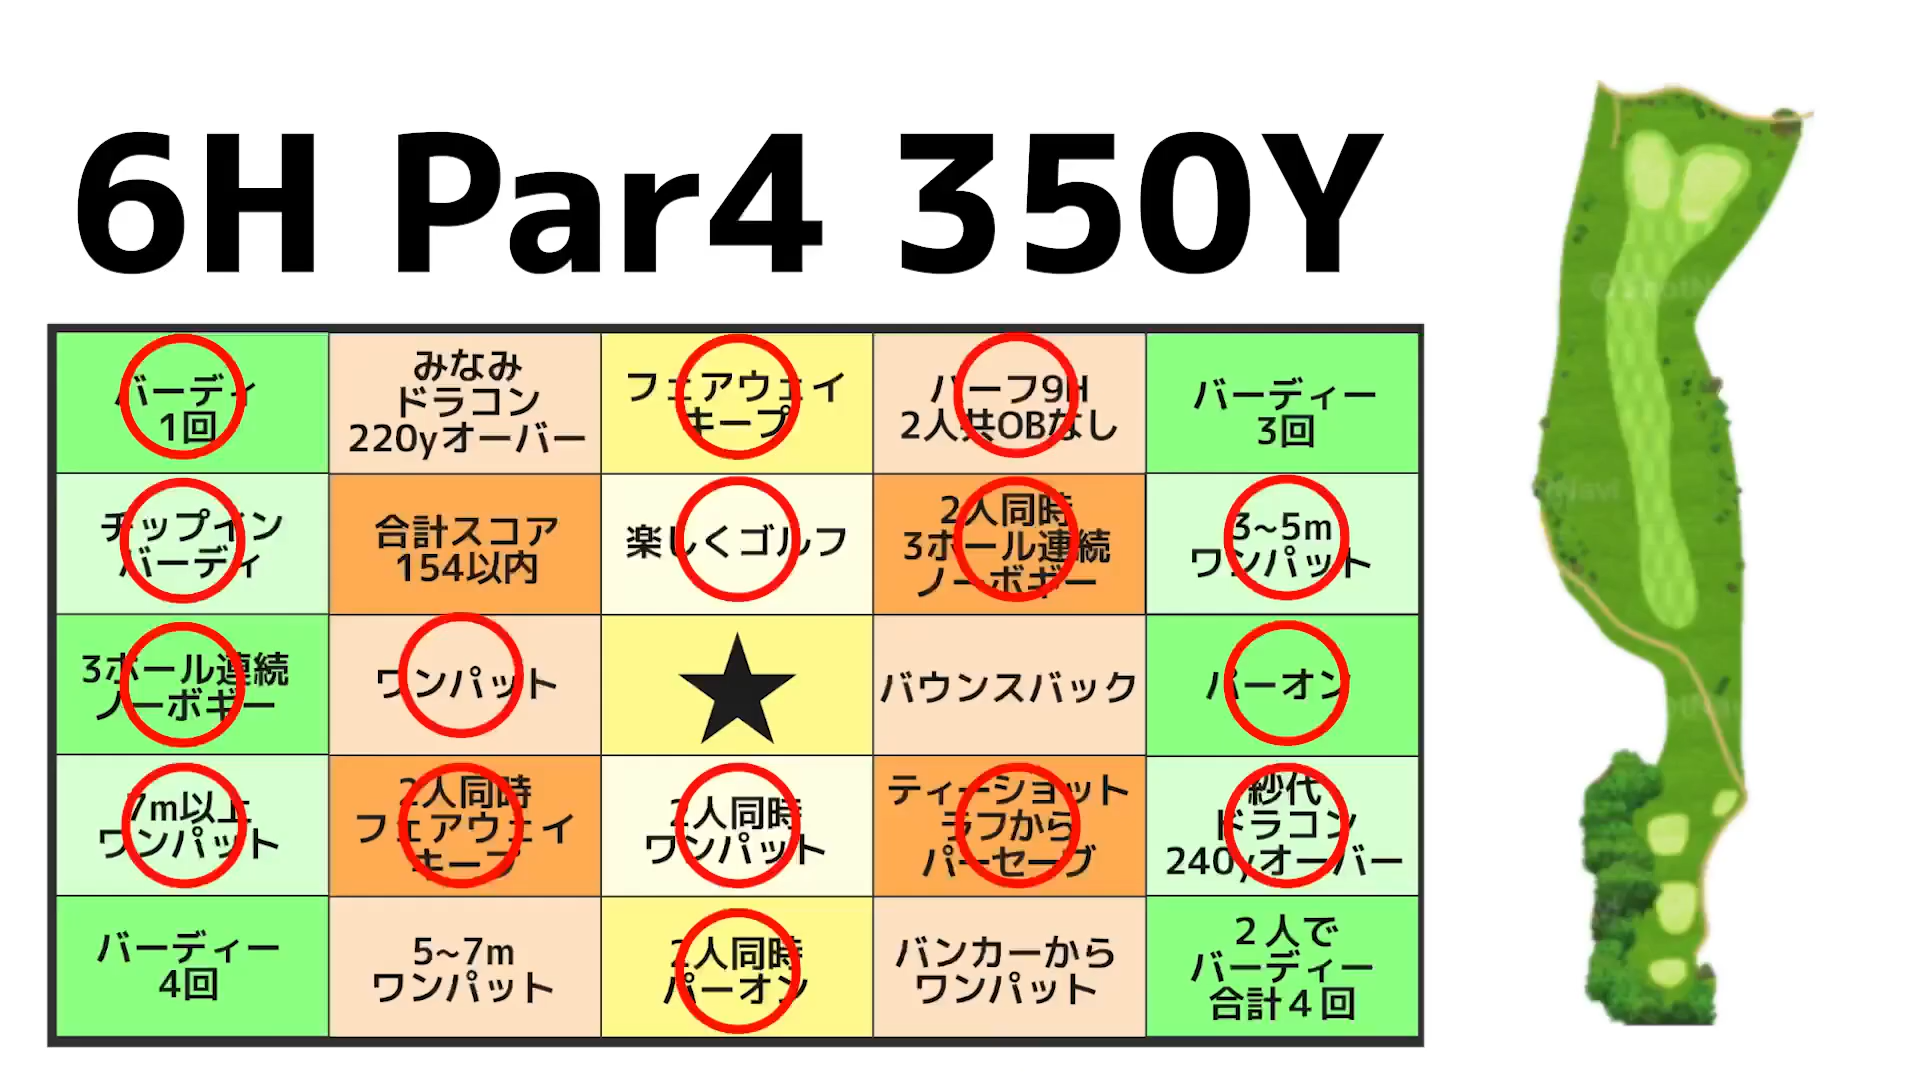 6H Par4 350Y
バーディ
1回
みなみ
ドラコン
220yオーバー
フェアウェイ
キープ
ハーフ9H
2人共OBなし
バーディー
3回
チップイン
バーディ
合計スコア
154以内
楽しくゴルフ
2人同時
3ホール連続
ノーボギー
3~5m
ワンパット
3ホール連続
ノーボギー
ワンパット
バウンスバック
パーオン
7m以上
ワンパット
2人同時
フェアウェイ
キープ
2人同時
ワンパット
ティーショット
ラフから
パーセーブ
紗代
ドラコン
240yオーバー
バーディー
4回
5~7m
ワンパット
2人同時
パーオン
バンカーから
ワンパット
２人で
バーディー
合計４回